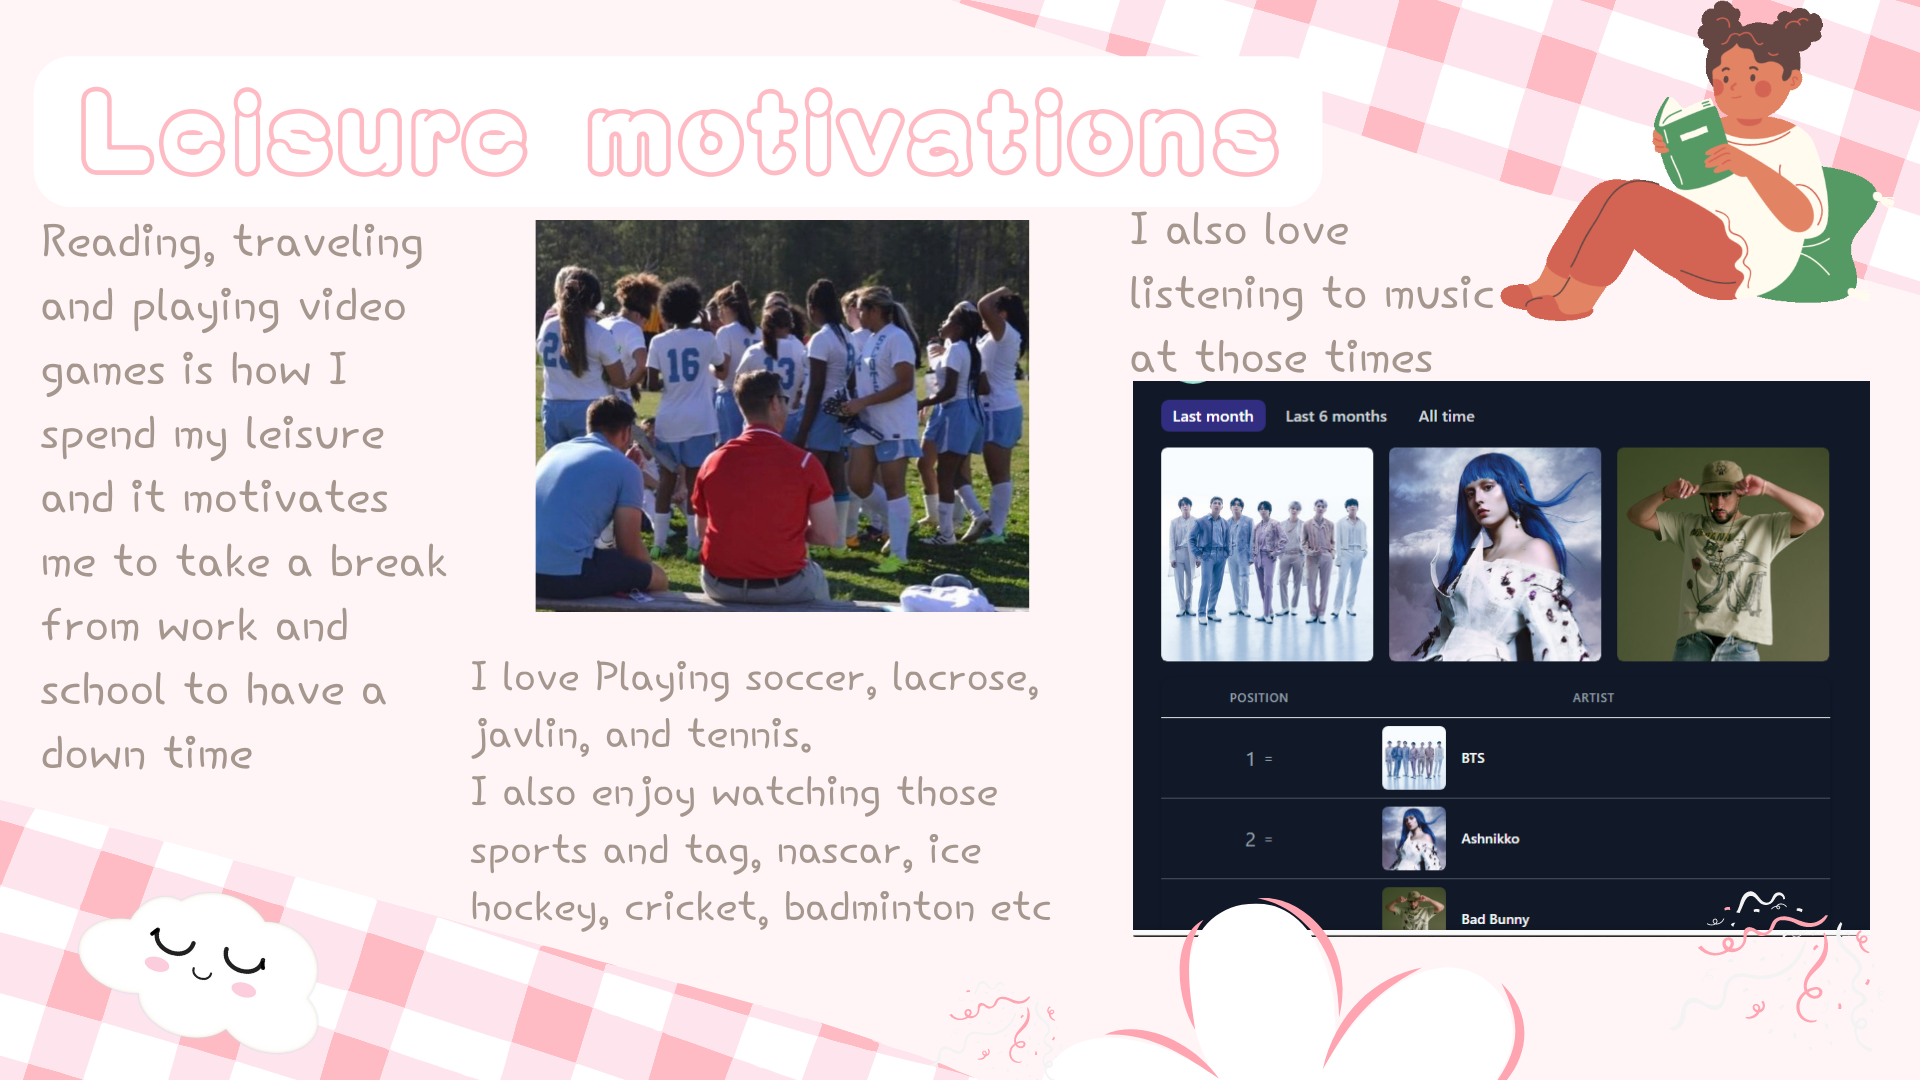 Leisure motivations
Reading, traveling
and playing video
games is how I
spend my leisure
and it motivates
me to take a break
from work and
school to have a
down time
16
13
I love Playing soccer, lacrose,
javlin, and tennis.
I also enjoy watching those
sports and tag, nascar, ice
hockey, cricket, badminton etc
I also love
listening to music
at those times
Last month Last 6 months All time
POSITION ARTIST
1 = BTS
2 = Ashnikko
Bad Bunny